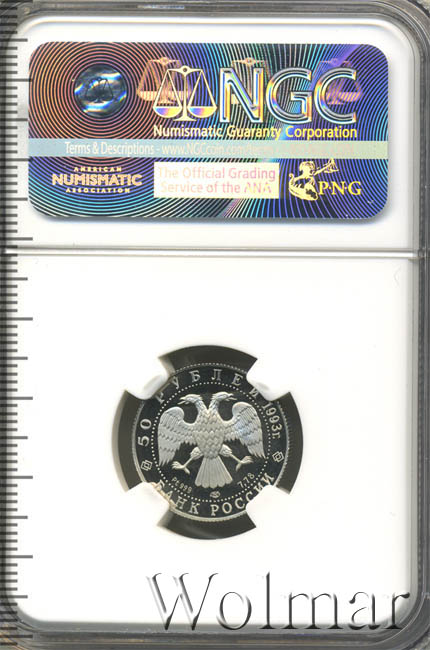 NGC
Numismatic Guaranty Corporation
Terms & Descriptions - www.NGCcoin.com
AMERICAN
NUMISMATIC
ASSOCIATION
The Official Grading
Service of the ANA
PNG
50 РУБЛЕЙ 1993г.
Pt 999 7,78
БАНК РОССИИ
Wolmar